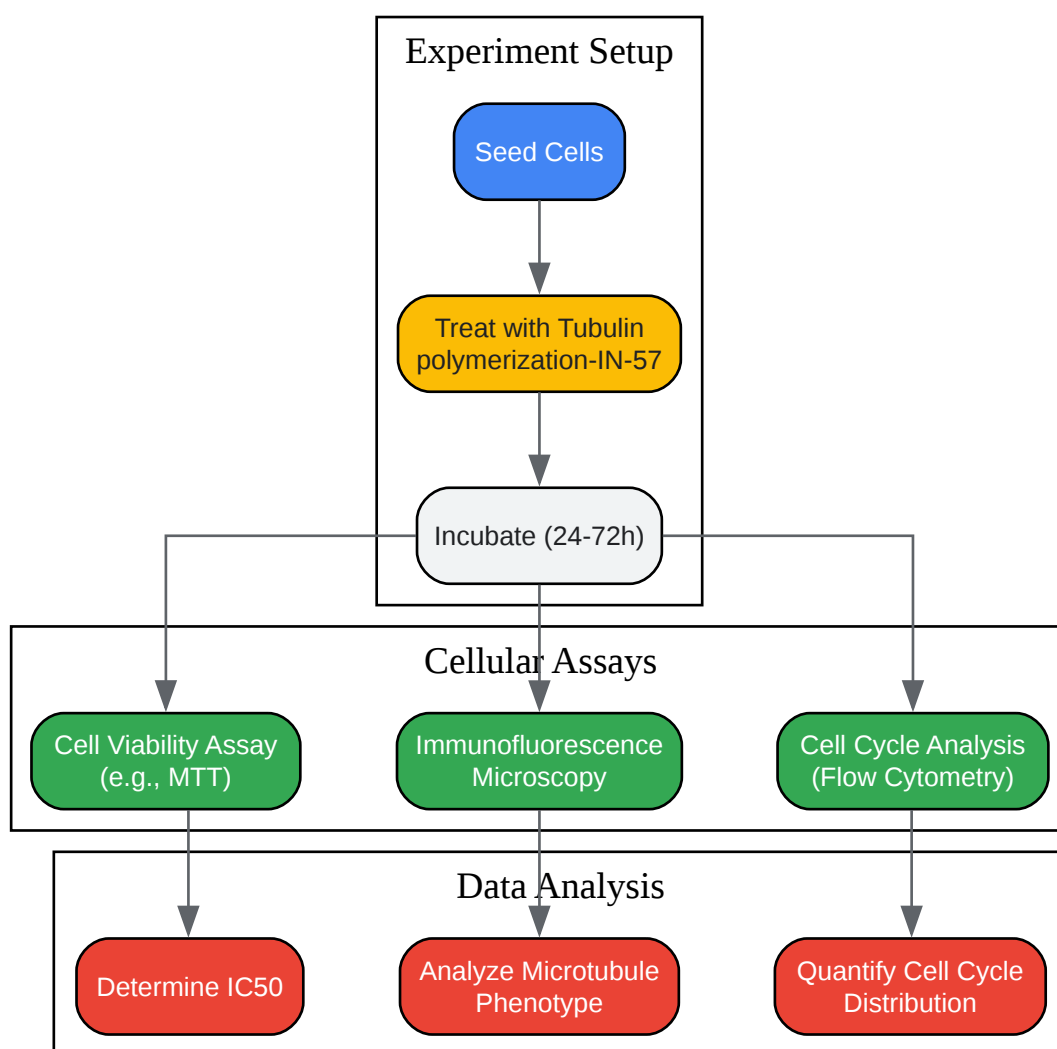 Experiment Setup
Seed Cells
Treat with Tubulin
polymerization-IN-57
Incubate (24-72h)
Cellular Assays
Cell Viability Assay
(e.g., MTT)
Immunofluorescence
Microscopy
Cell Cycle Analysis
(Flow Cytometry)
Data Analysis
Determine IC50
Analyze Microtubule
Phenotype
Quantify Cell Cycle
Distribution